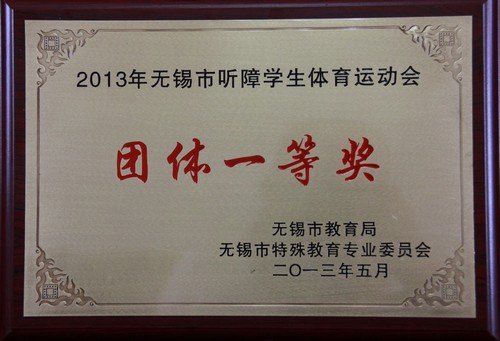 2013年无锡市听障学生体育运动会
团体一等奖
无锡市教育局
无锡市特殊教育专业委员会
二〇一三年五月